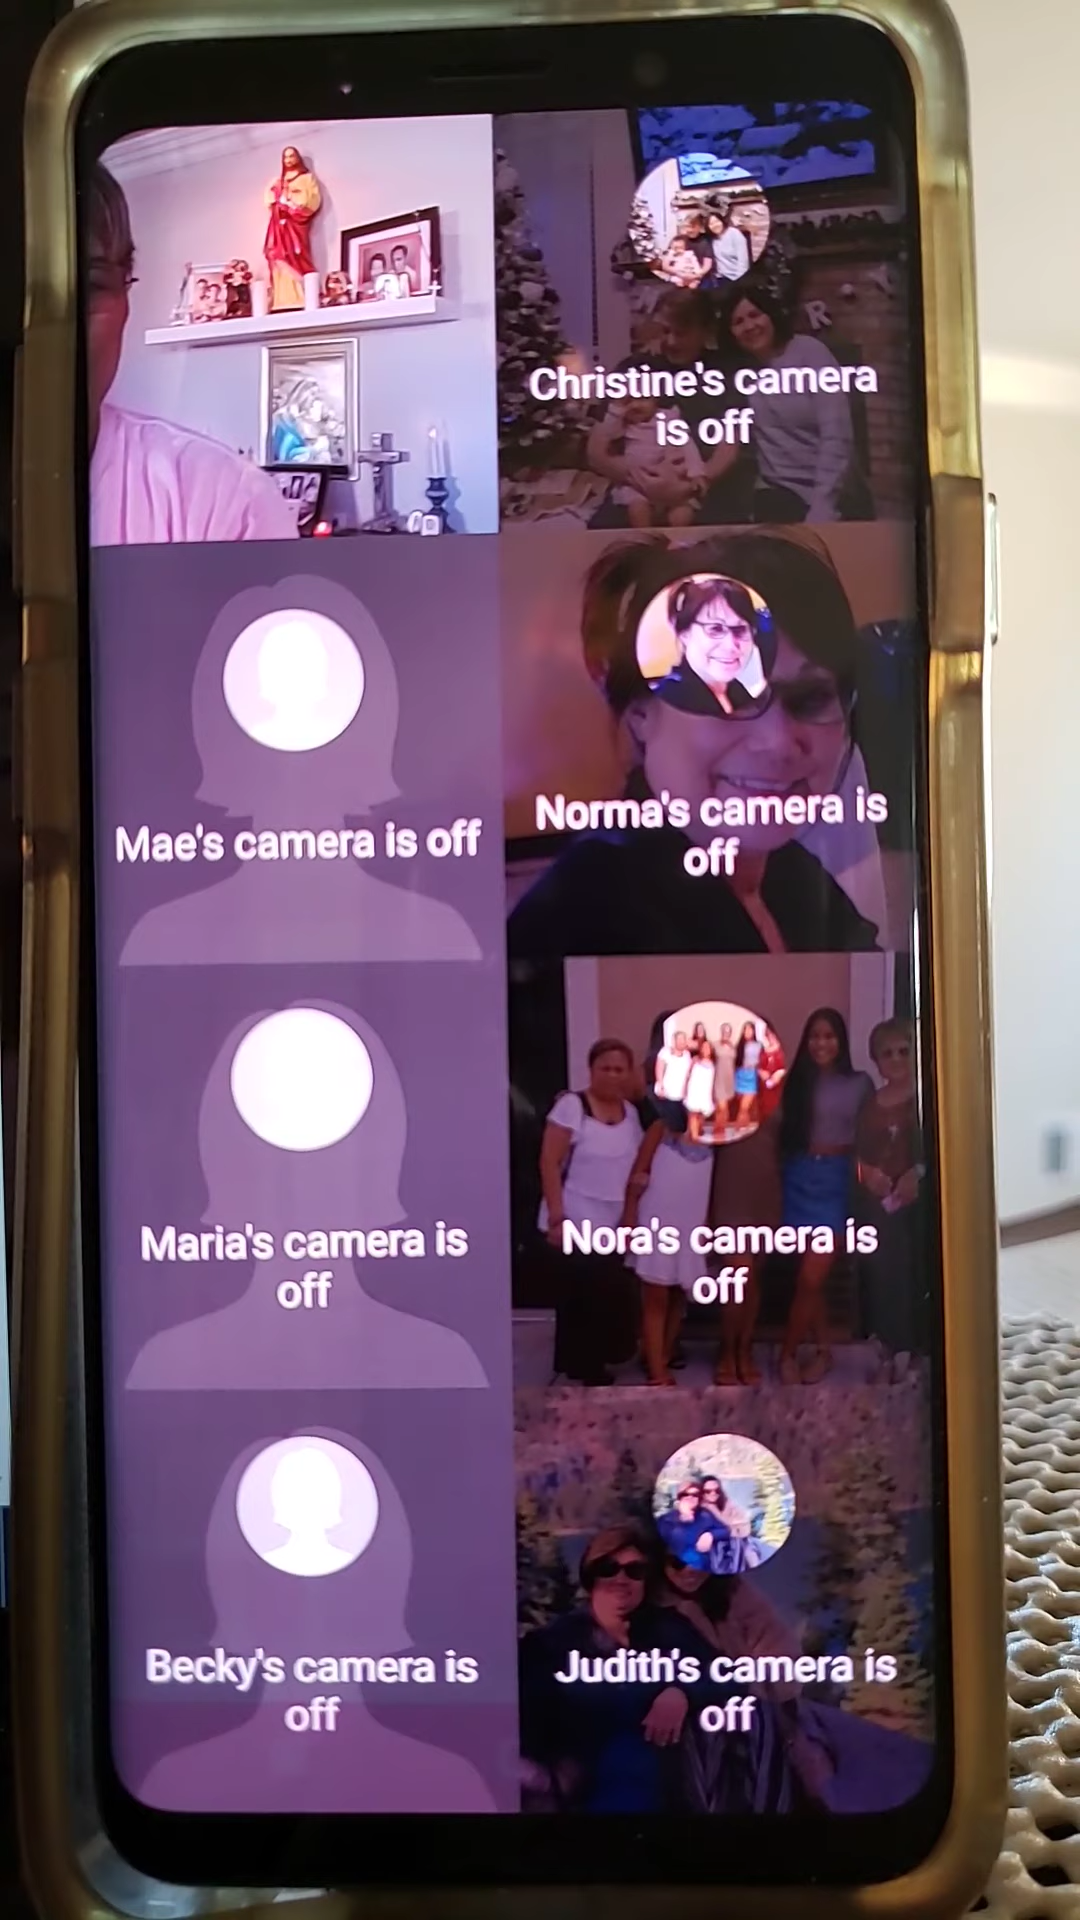 Christine's camera
is off
Mae's camera is off
Norma's camera is
off
Maria's camera is
off
Nora's camera is
off
Becky's camera is
off
Judith's camera is
off
R